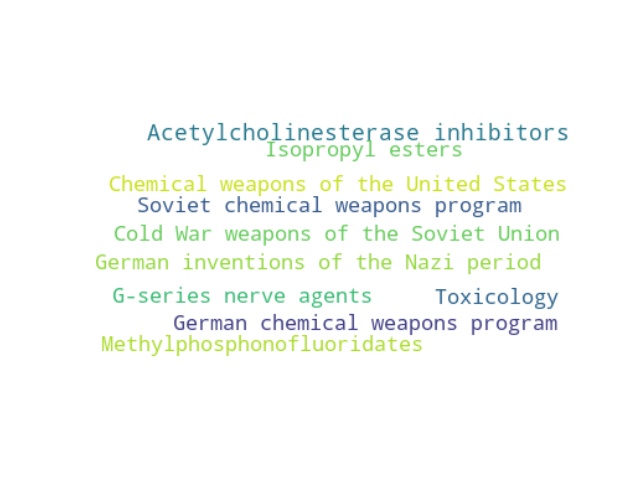 Acetylcholinesterase inhibitors
Isopropyl esters
Chemical weapons of the United States
Soviet chemical weapons program
Cold War weapons of the Soviet Union
German inventions of the Nazi period
G-series nerve agents
Toxicology
German chemical weapons program
Methylphosphonofluoridates